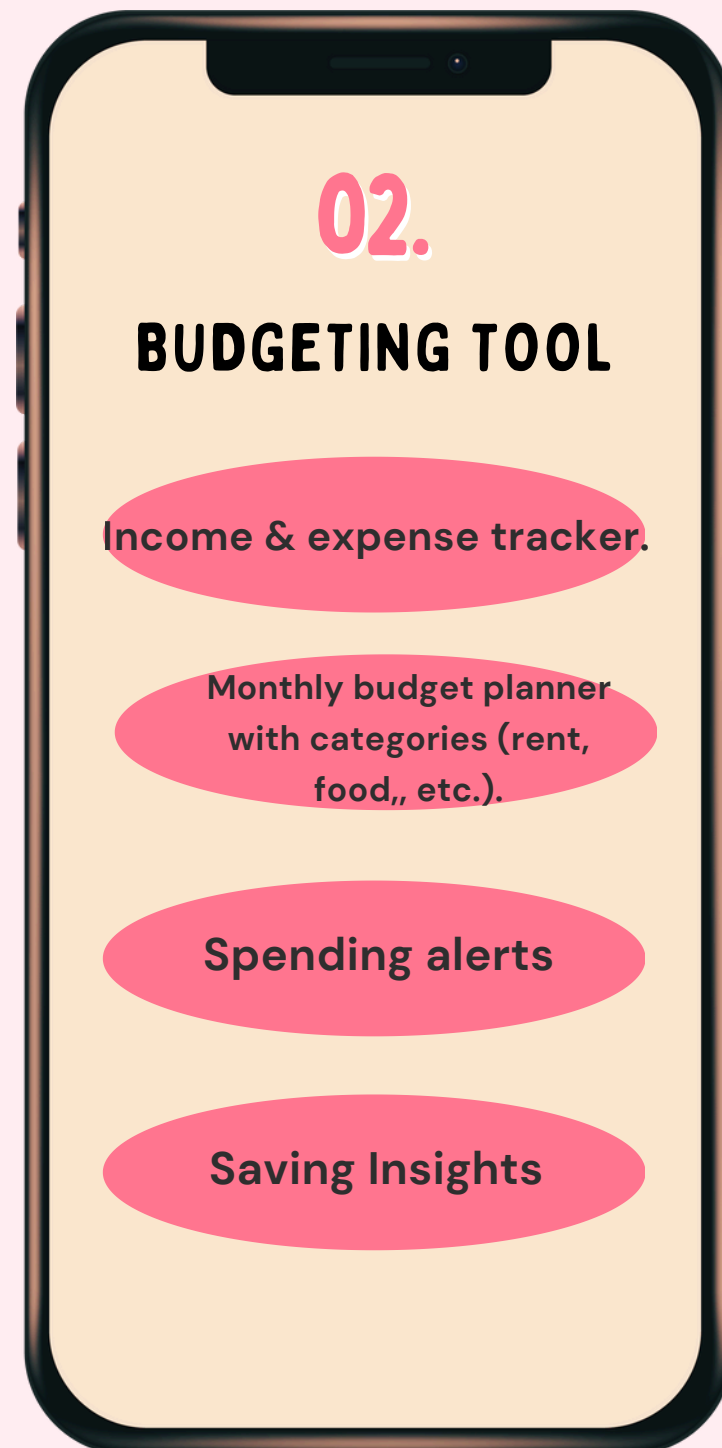 02.
BUDGETING TOOL
Income & expense tracker.
Monthly budget planner
with categories (rent,
food,, etc.).
Spending alerts
Saving Insights